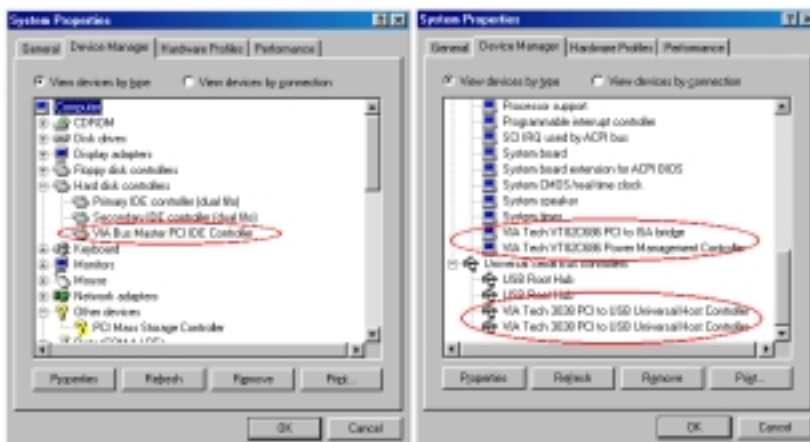 System Properties
General Device Manager Hardware Profiles Performance
View devices by type View devices by connection
Computer
CDROM
Disk drives
Display adapters
Floppy disk controllers
Hard disk controllers
Primary IDE controller (dual fifo)
Secondary IDE controller (dual fifo)
VIA Bus Master PCI IDE Controller
Keyboard
Monitors
Mouse
Network adapters
Other devices
PCI Mass Storage Controller
Ports (COM & LPT)
Properties Refresh Remove Print...
OK Cancel
System Properties
General Device Manager Hardware Profiles Performance
View devices by type View devices by connection
Processor support
Programmable interrupt controller
SCI IRQ used by ACPI bus
System board
System board extension for ACPI BIOS
System CMOS/real time clock
System speaker
System timer
VIA Tech VT82C686 PCI to ISA bridge
VIA Tech VT82C686 Power Management Controller
Universal serial bus controllers
USB Root Hub
USB Root Hub
VIA Tech 3038 PCI to USB Universal Host Controller
VIA Tech 3038 PCI to USB Universal Host Controller
Properties Refresh Remove Print...
OK Cancel